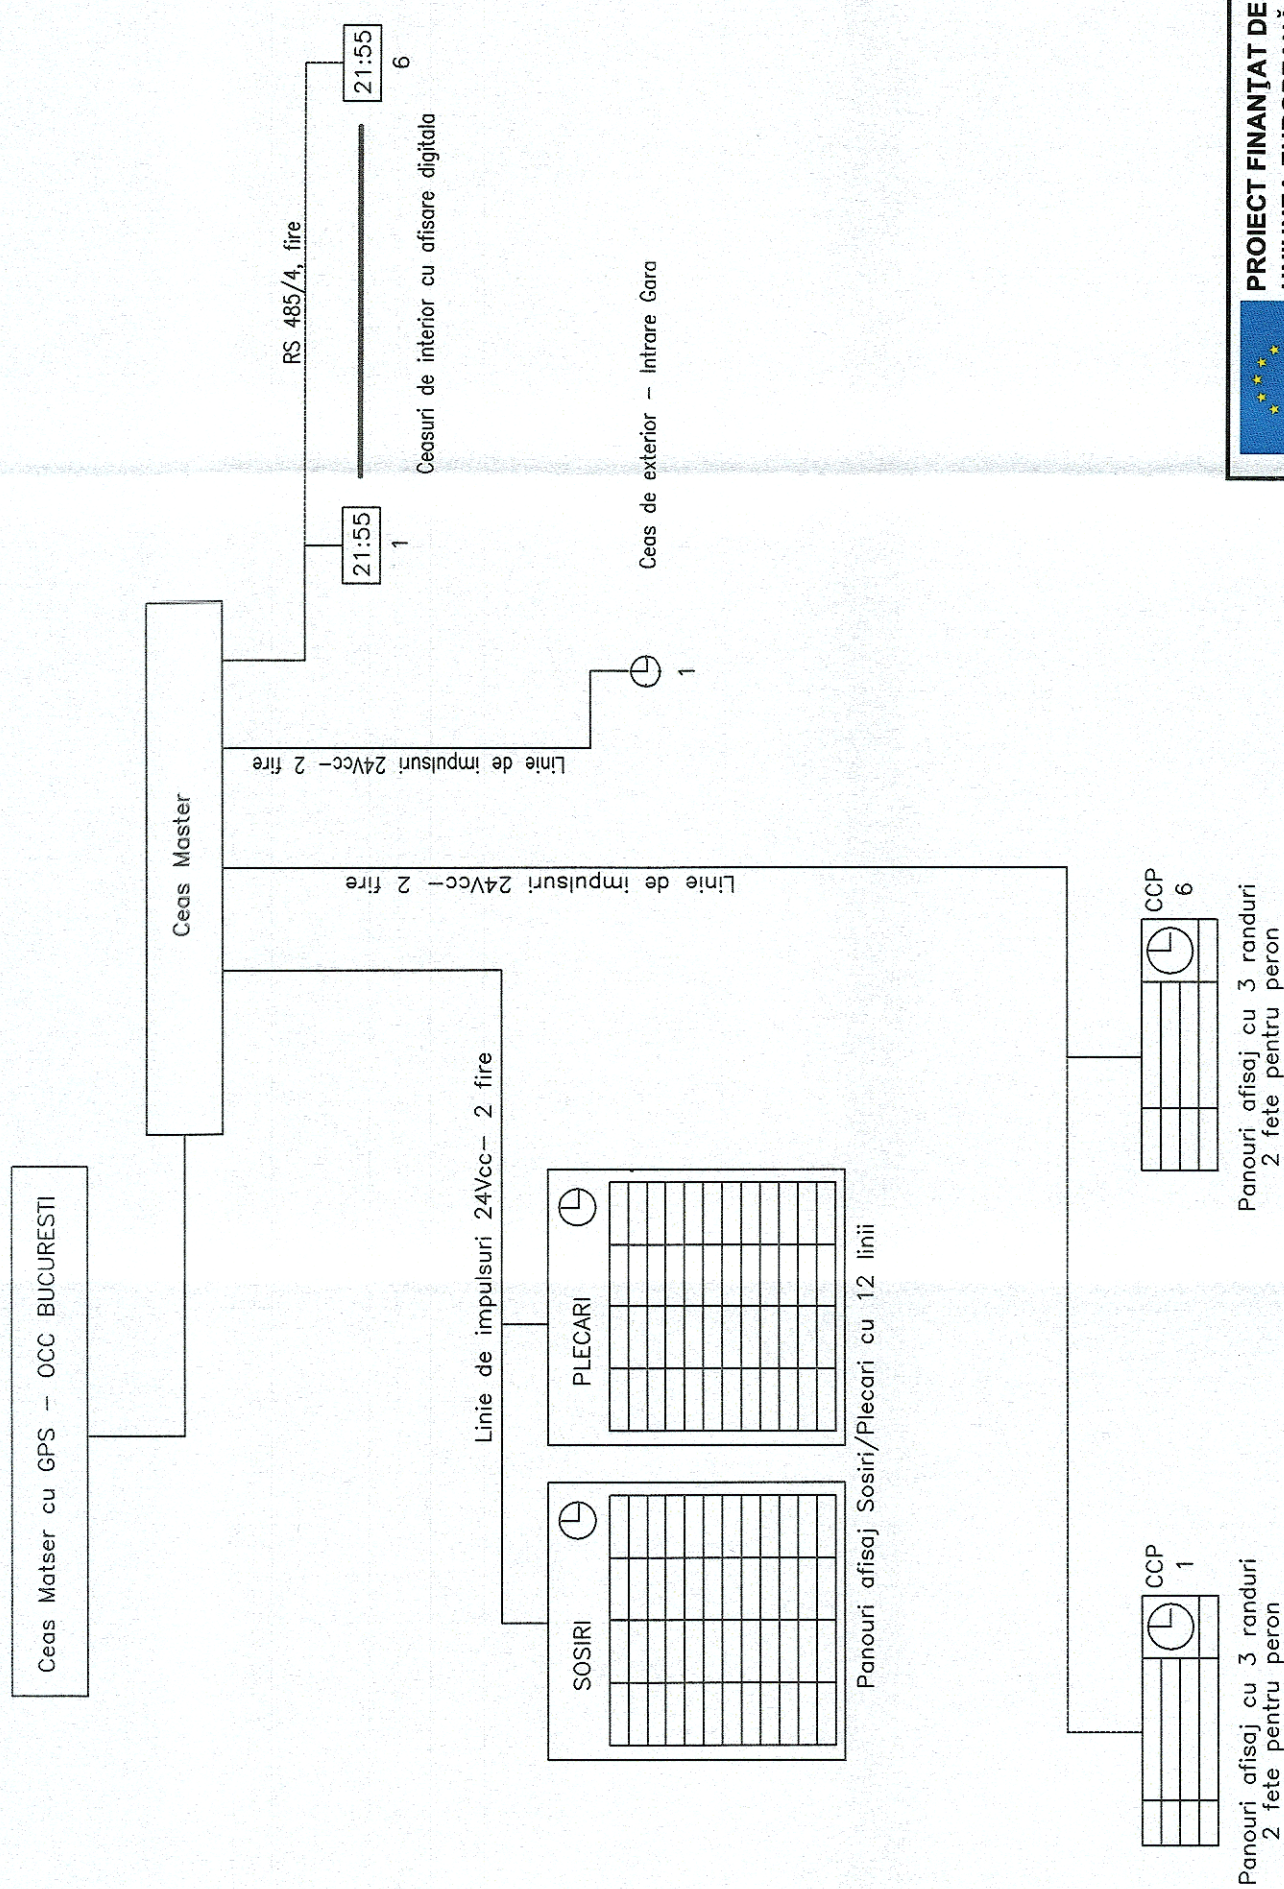 Ceas Matser cu GPS – OCC BUCURESTI
Ceas Master
RS 485/4, fire
21:55
1
21:55
6
Ceasuri de interior cu afisare digitala
Linie de impulsuri 24Vcc– 2 fire
Linie de impulsuri 24Vcc– 2 fire
Linie de impulsuri 24Vcc– 2 fire
1
Ceas de exterior – Intrare Gara
SOSIRI
PLECARI
Panouri afisaj Sosiri/Plecari cu 12 linii
CCP
1
Panouri afisaj cu 3 randuri
2 fete pentru peron
CCP
6
Panouri afisaj cu 3 randuri
2 fete pentru peron
PROIECT FINANŢAT DE